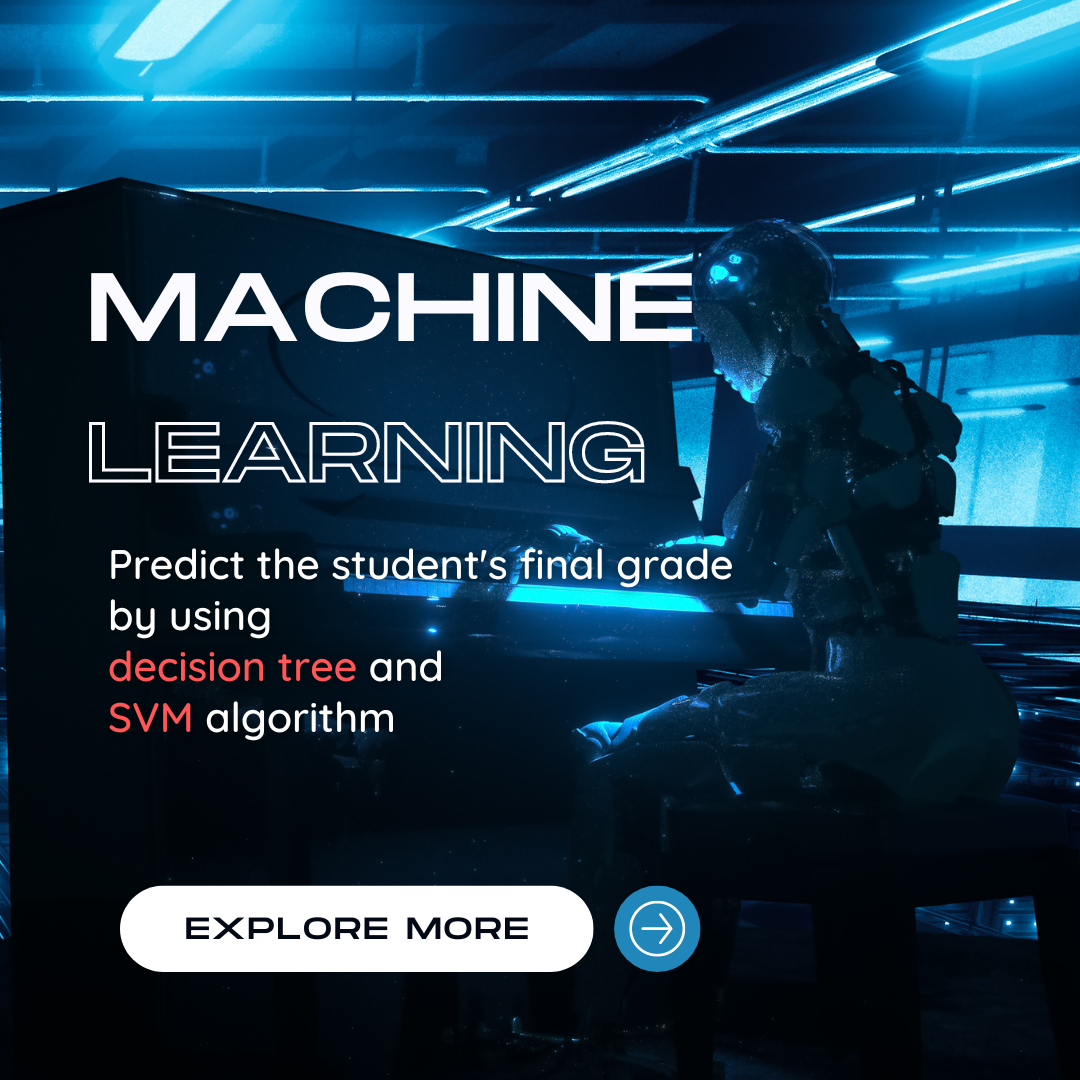 MACHINE
LEARNING
Predict the student's final grade
by using
decision tree and
SVM algorithm
EXPLORE MORE